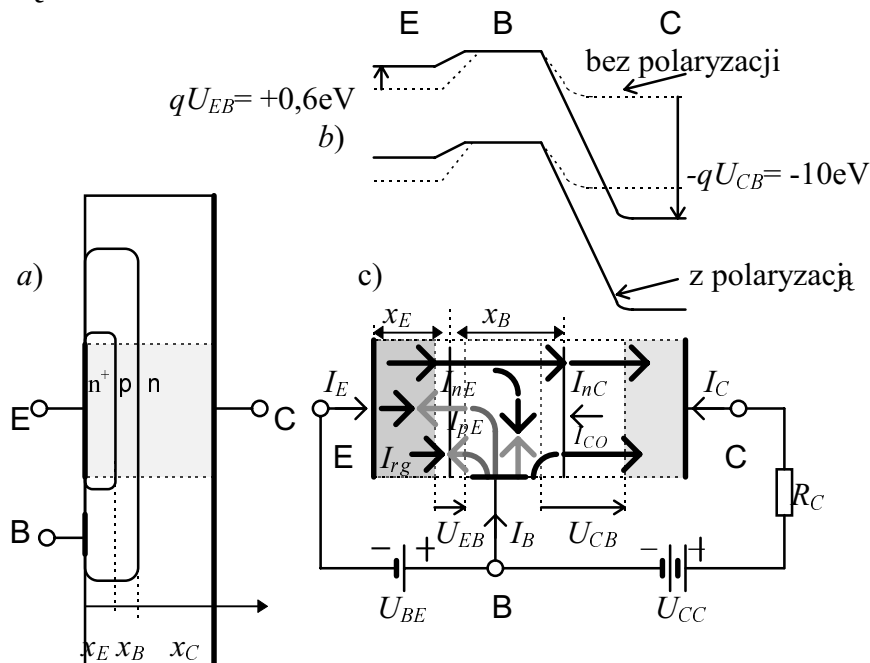 E B C
bez polaryzacji
qU_EB= +0,6eV
b)
-qU_CB= -10eV
a)
c)
z polaryzacją
x_E x_B
n⁺ p n
I_E I_nE I_nC I_C
E C
I_pE I_CO
E C
I_rg
R_C
B
U_EB I_B U_CB
− + − +
U_BE B U_CC
x_E x_B x_C